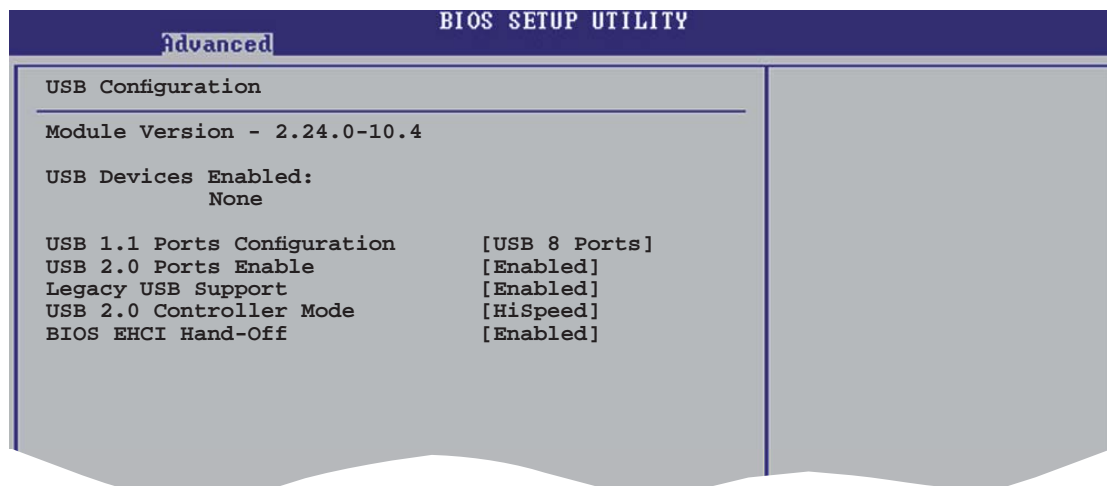 BIOS SETUP UTILITY
Advanced
USB Configuration
Module Version - 2.24.0-10.4
USB Devices Enabled:
None
USB 1.1 Ports Configuration [USB 8 Ports]
USB 2.0 Ports Enable [Enabled]
Legacy USB Support [Enabled]
USB 2.0 Controller Mode [HiSpeed]
BIOS EHCI Hand-Off [Enabled]